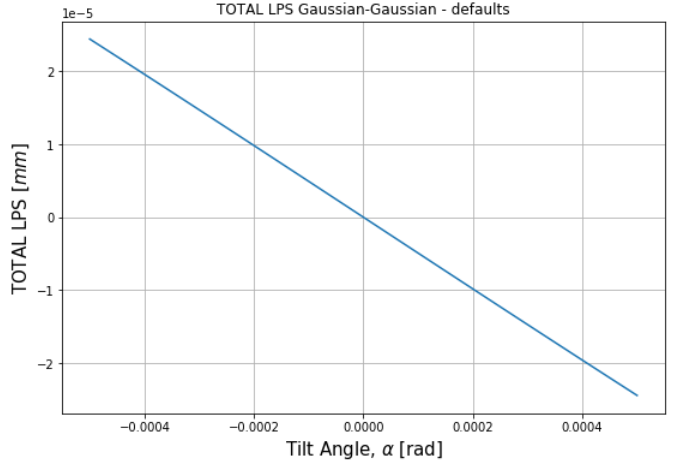 TOTAL LPS Gaussian-Gaussian - defaults
1e−5
TOTAL LPS [mm]
2
1
0
−1
−2
−0.0004 −0.0002 0.0000 0.0002 0.0004
Tilt Angle, α [rad]